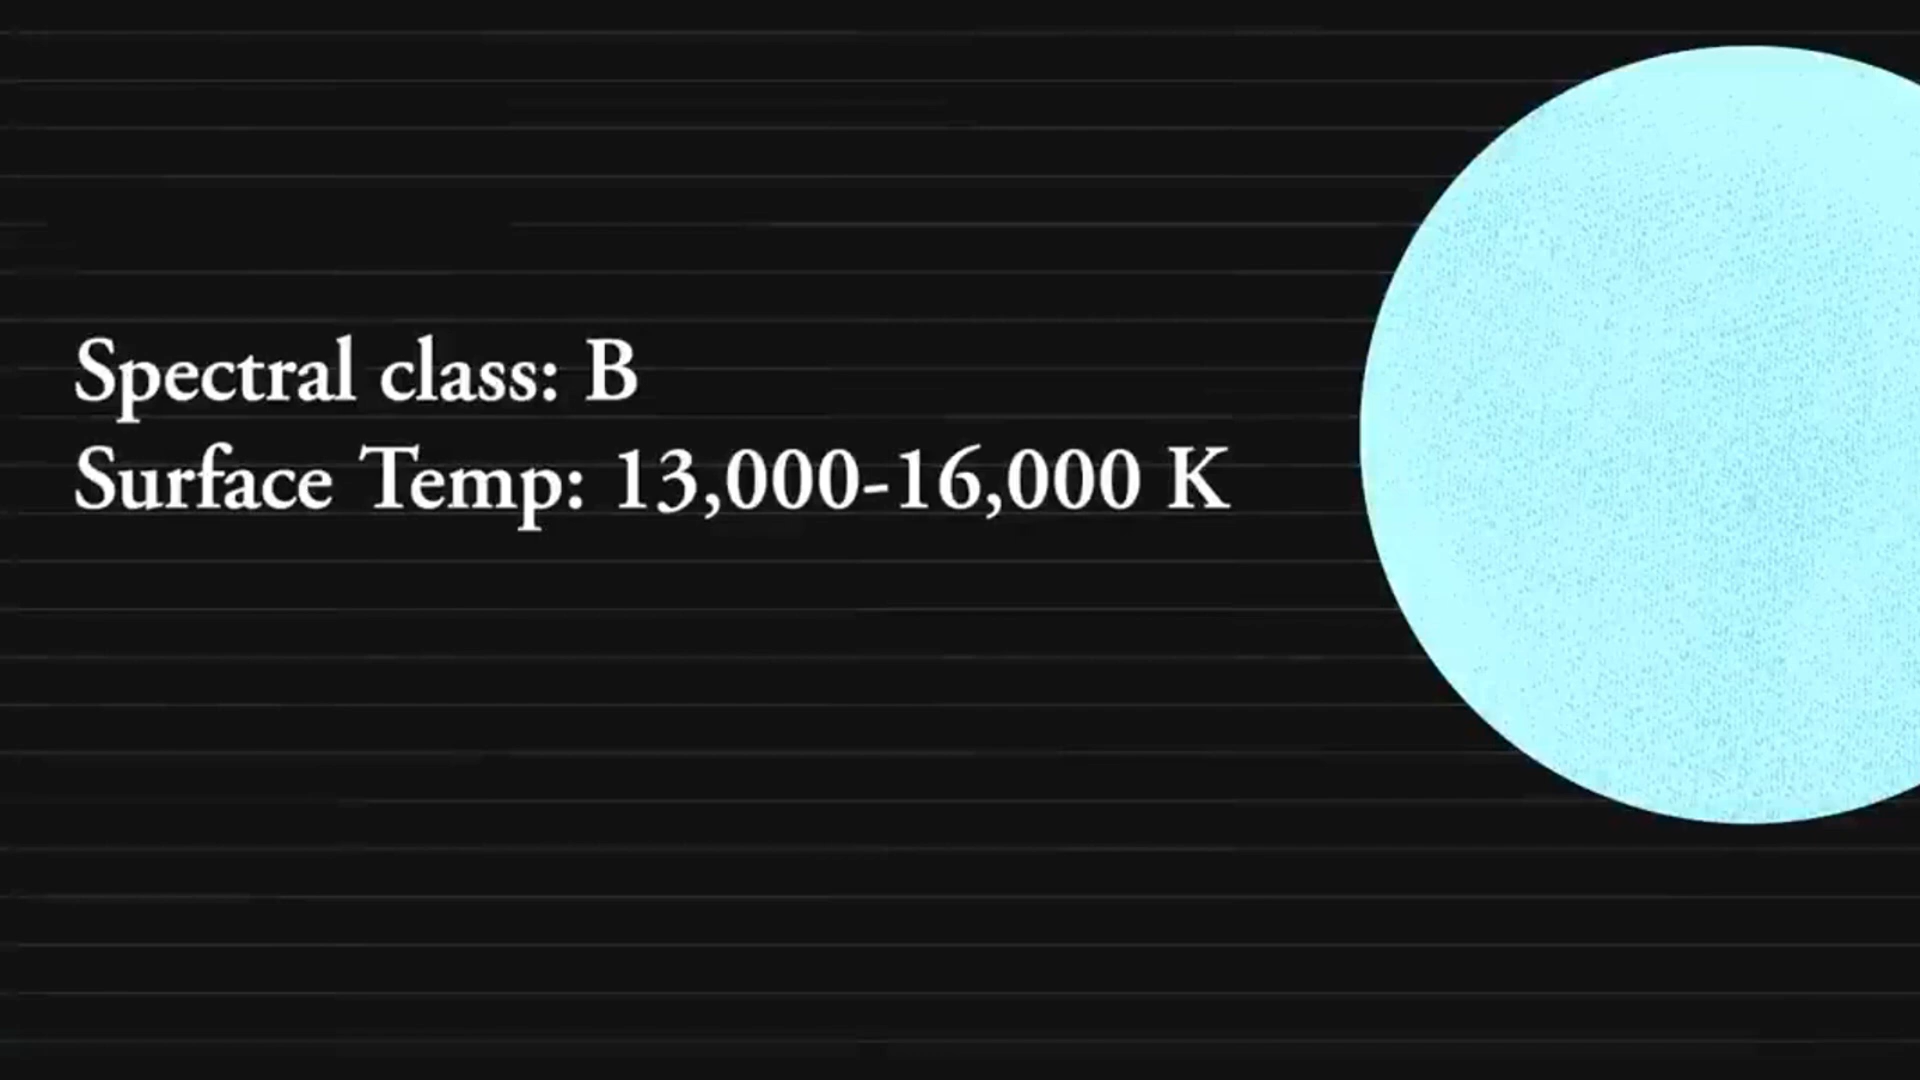 Spectral class: B
Surface Temp: 13,000-16,000 K